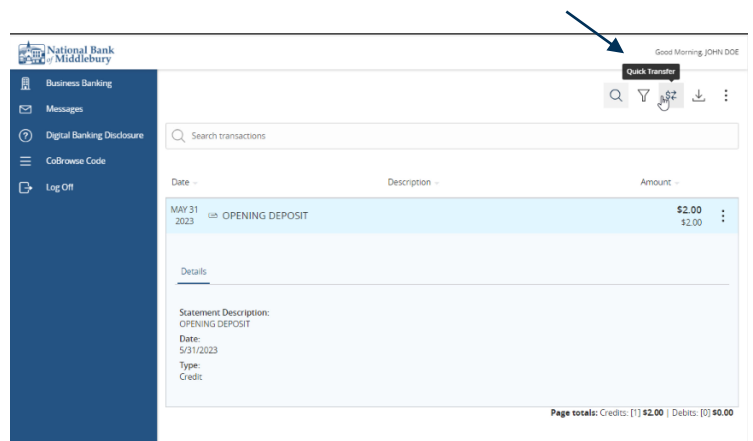 National Bank
of Middlebury
Good Morning, JOHN DOE
Business Banking
Messages
Digital Banking Disclosure
CoBrowse Code
Log Off
Quick Transfer
Search transactions
Date Description Amount
MAY 31
2023
OPENING DEPOSIT
$2.00
$2.00
Details
Statement Description:
OPENING DEPOSIT
Date:
5/31/2023
Type:
Credit
Page totals: Credits: [1] $2.00 | Debits: [0] $0.00